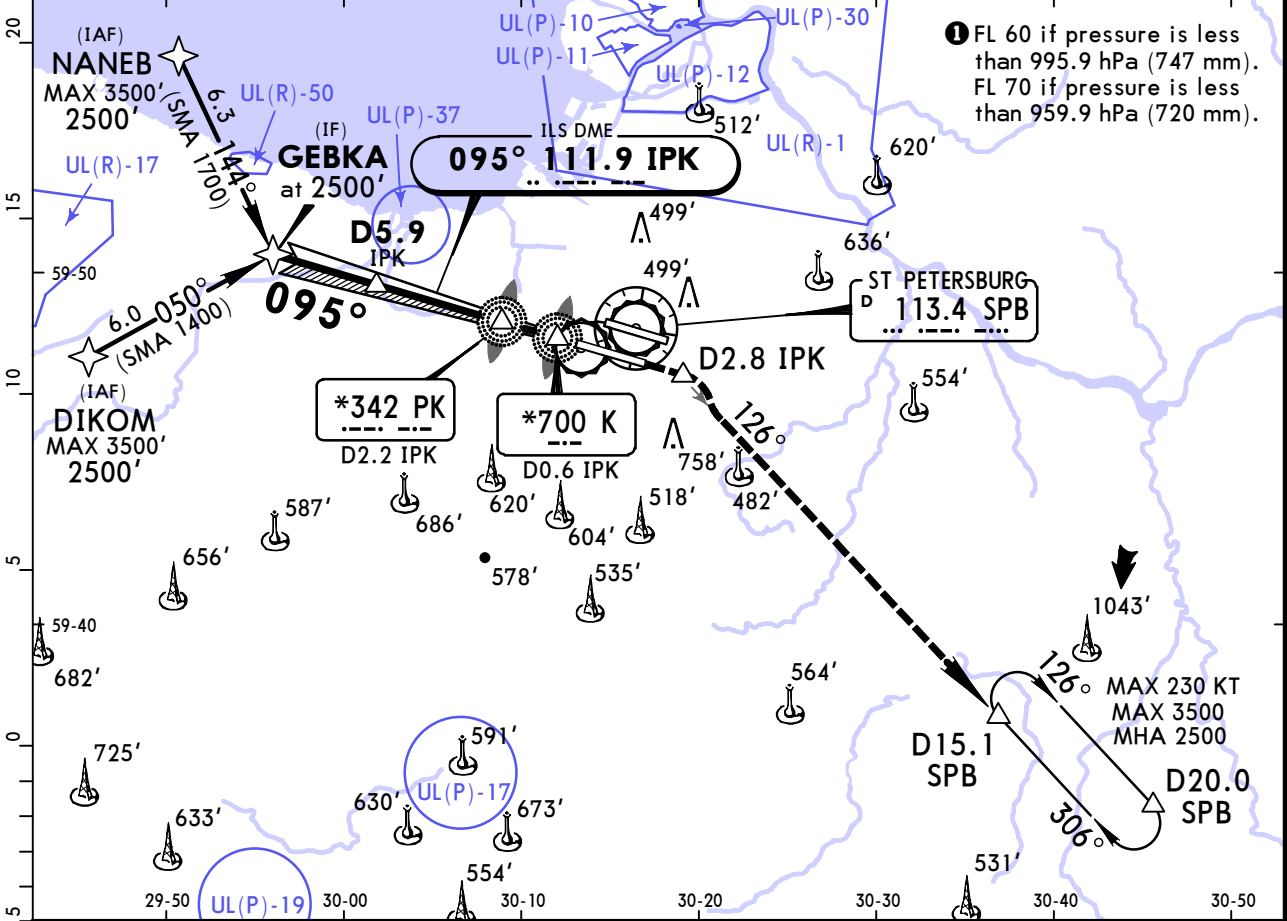 UL(P)-10
UL(P)-30
UL(P)-11
UL(P)-12
❶ FL 60 if pressure is less
than 995.9 hPa (747 mm).
FL 70 if pressure is less
than 959.9 hPa (720 mm).
20
(IAF)
NANEB
MAX 3500'
2500'
6.3
144°
(SMA 1700)
UL(R)-50
UL(P)-37
UL(R)-17
(IF)
GEBKA
at 2500'
ILS DME
095° 111.9 IPK
.. .--. -.-
512'
UL(R)-1
620'
15
59-50
D5.9
IPK
499'
499'
636'
ST PETERSBURG
D
113.4 SPB
... .--. -...
095°
6.0
050°
(SMA 1400)
(IAF)
DIKOM
MAX 3500'
2500'
10
*342 PK
.--. -.-
D2.2 IPK
*700 K
-.-
D0.6 IPK
D2.8 IPK
126°
554'
758'
482'
587'
686'
620'
604'
518'
656'
578'
535'
5
59-40
682'
1043'
564'
126°
MAX 230 KT
MAX 3500
MHA 2500
D15.1
SPB
D20.0
SPB
306°
0
725'
591'
UL(P)-17
630'
673'
633'
554'
531'
UL(P)-19
5
29-50
30-00
30-10
30-20
30-30
30-40
30-50